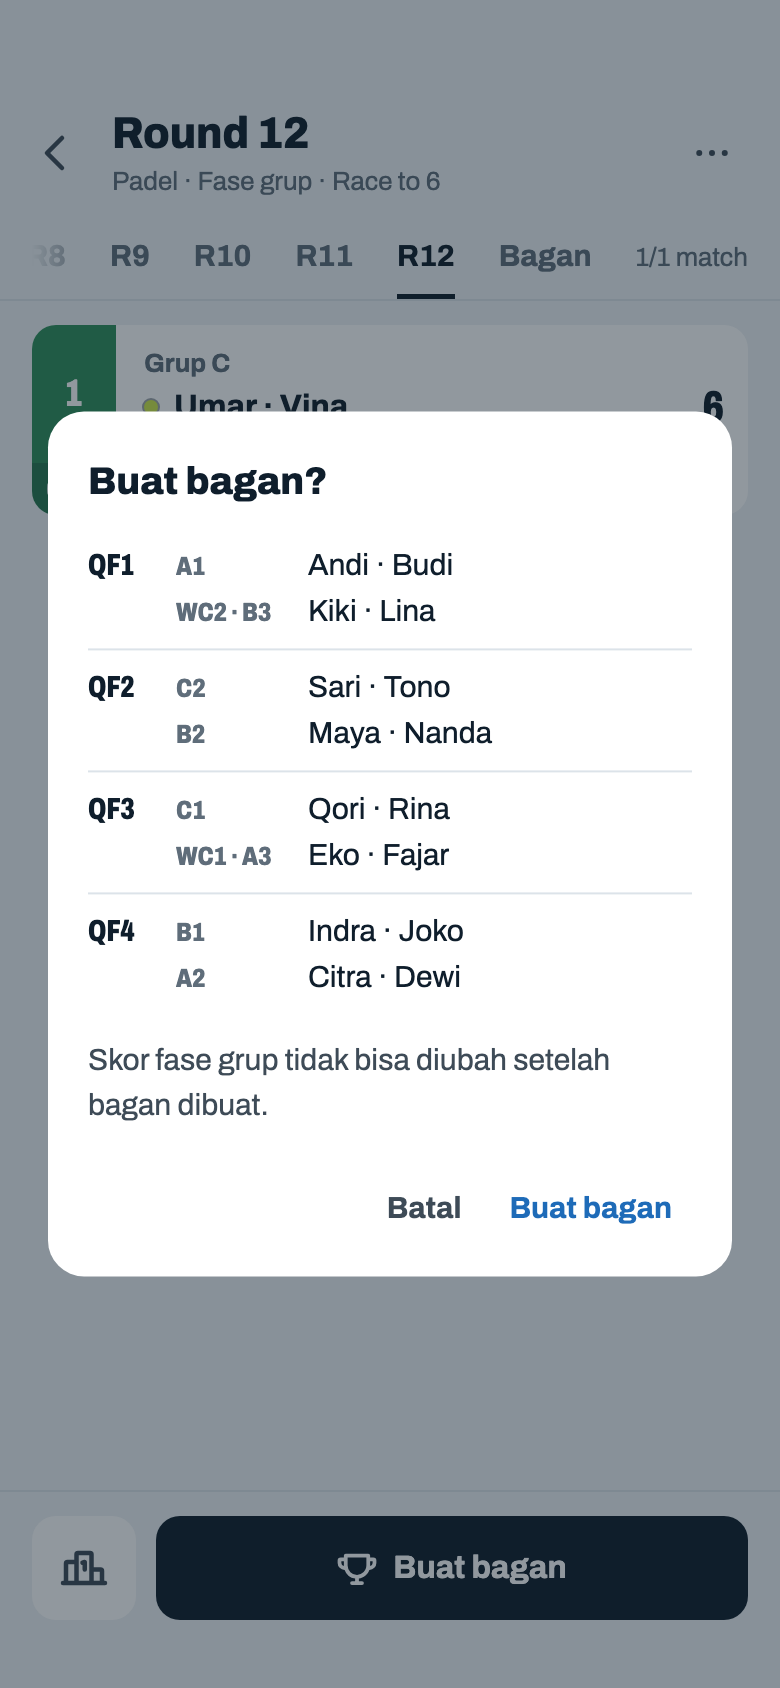 Round 12
Padel · Fase grup · Race to 6
R8 R9 R10 R11 R12 Bagan 1/1 match
Grup C
1
Umar · Vina 6
Buat bagan?
QF1 A1 Andi · Budi
WC2 · B3 Kiki · Lina
QF2 C2 Sari · Tono
B2 Maya · Nanda
QF3 C1 Qori · Rina
WC1 · A3 Eko · Fajar
QF4 B1 Indra · Joko
A2 Citra · Dewi
Skor fase grup tidak bisa diubah setelah
bagan dibuat.
Batal Buat bagan
Buat bagan